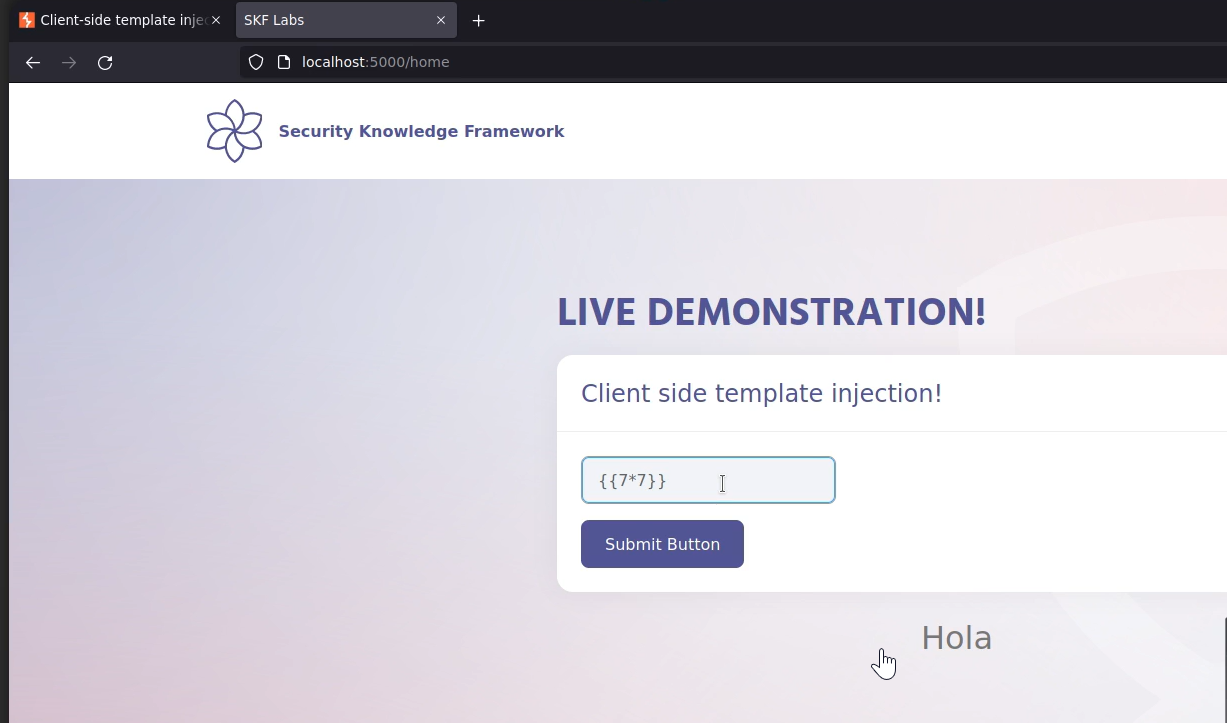 Client-side template injec
SKF Labs
localhost:5000/home
Security Knowledge Framework
LIVE DEMONSTRATION!
Client side template injection!
{{7*7}}
Submit Button
Hola